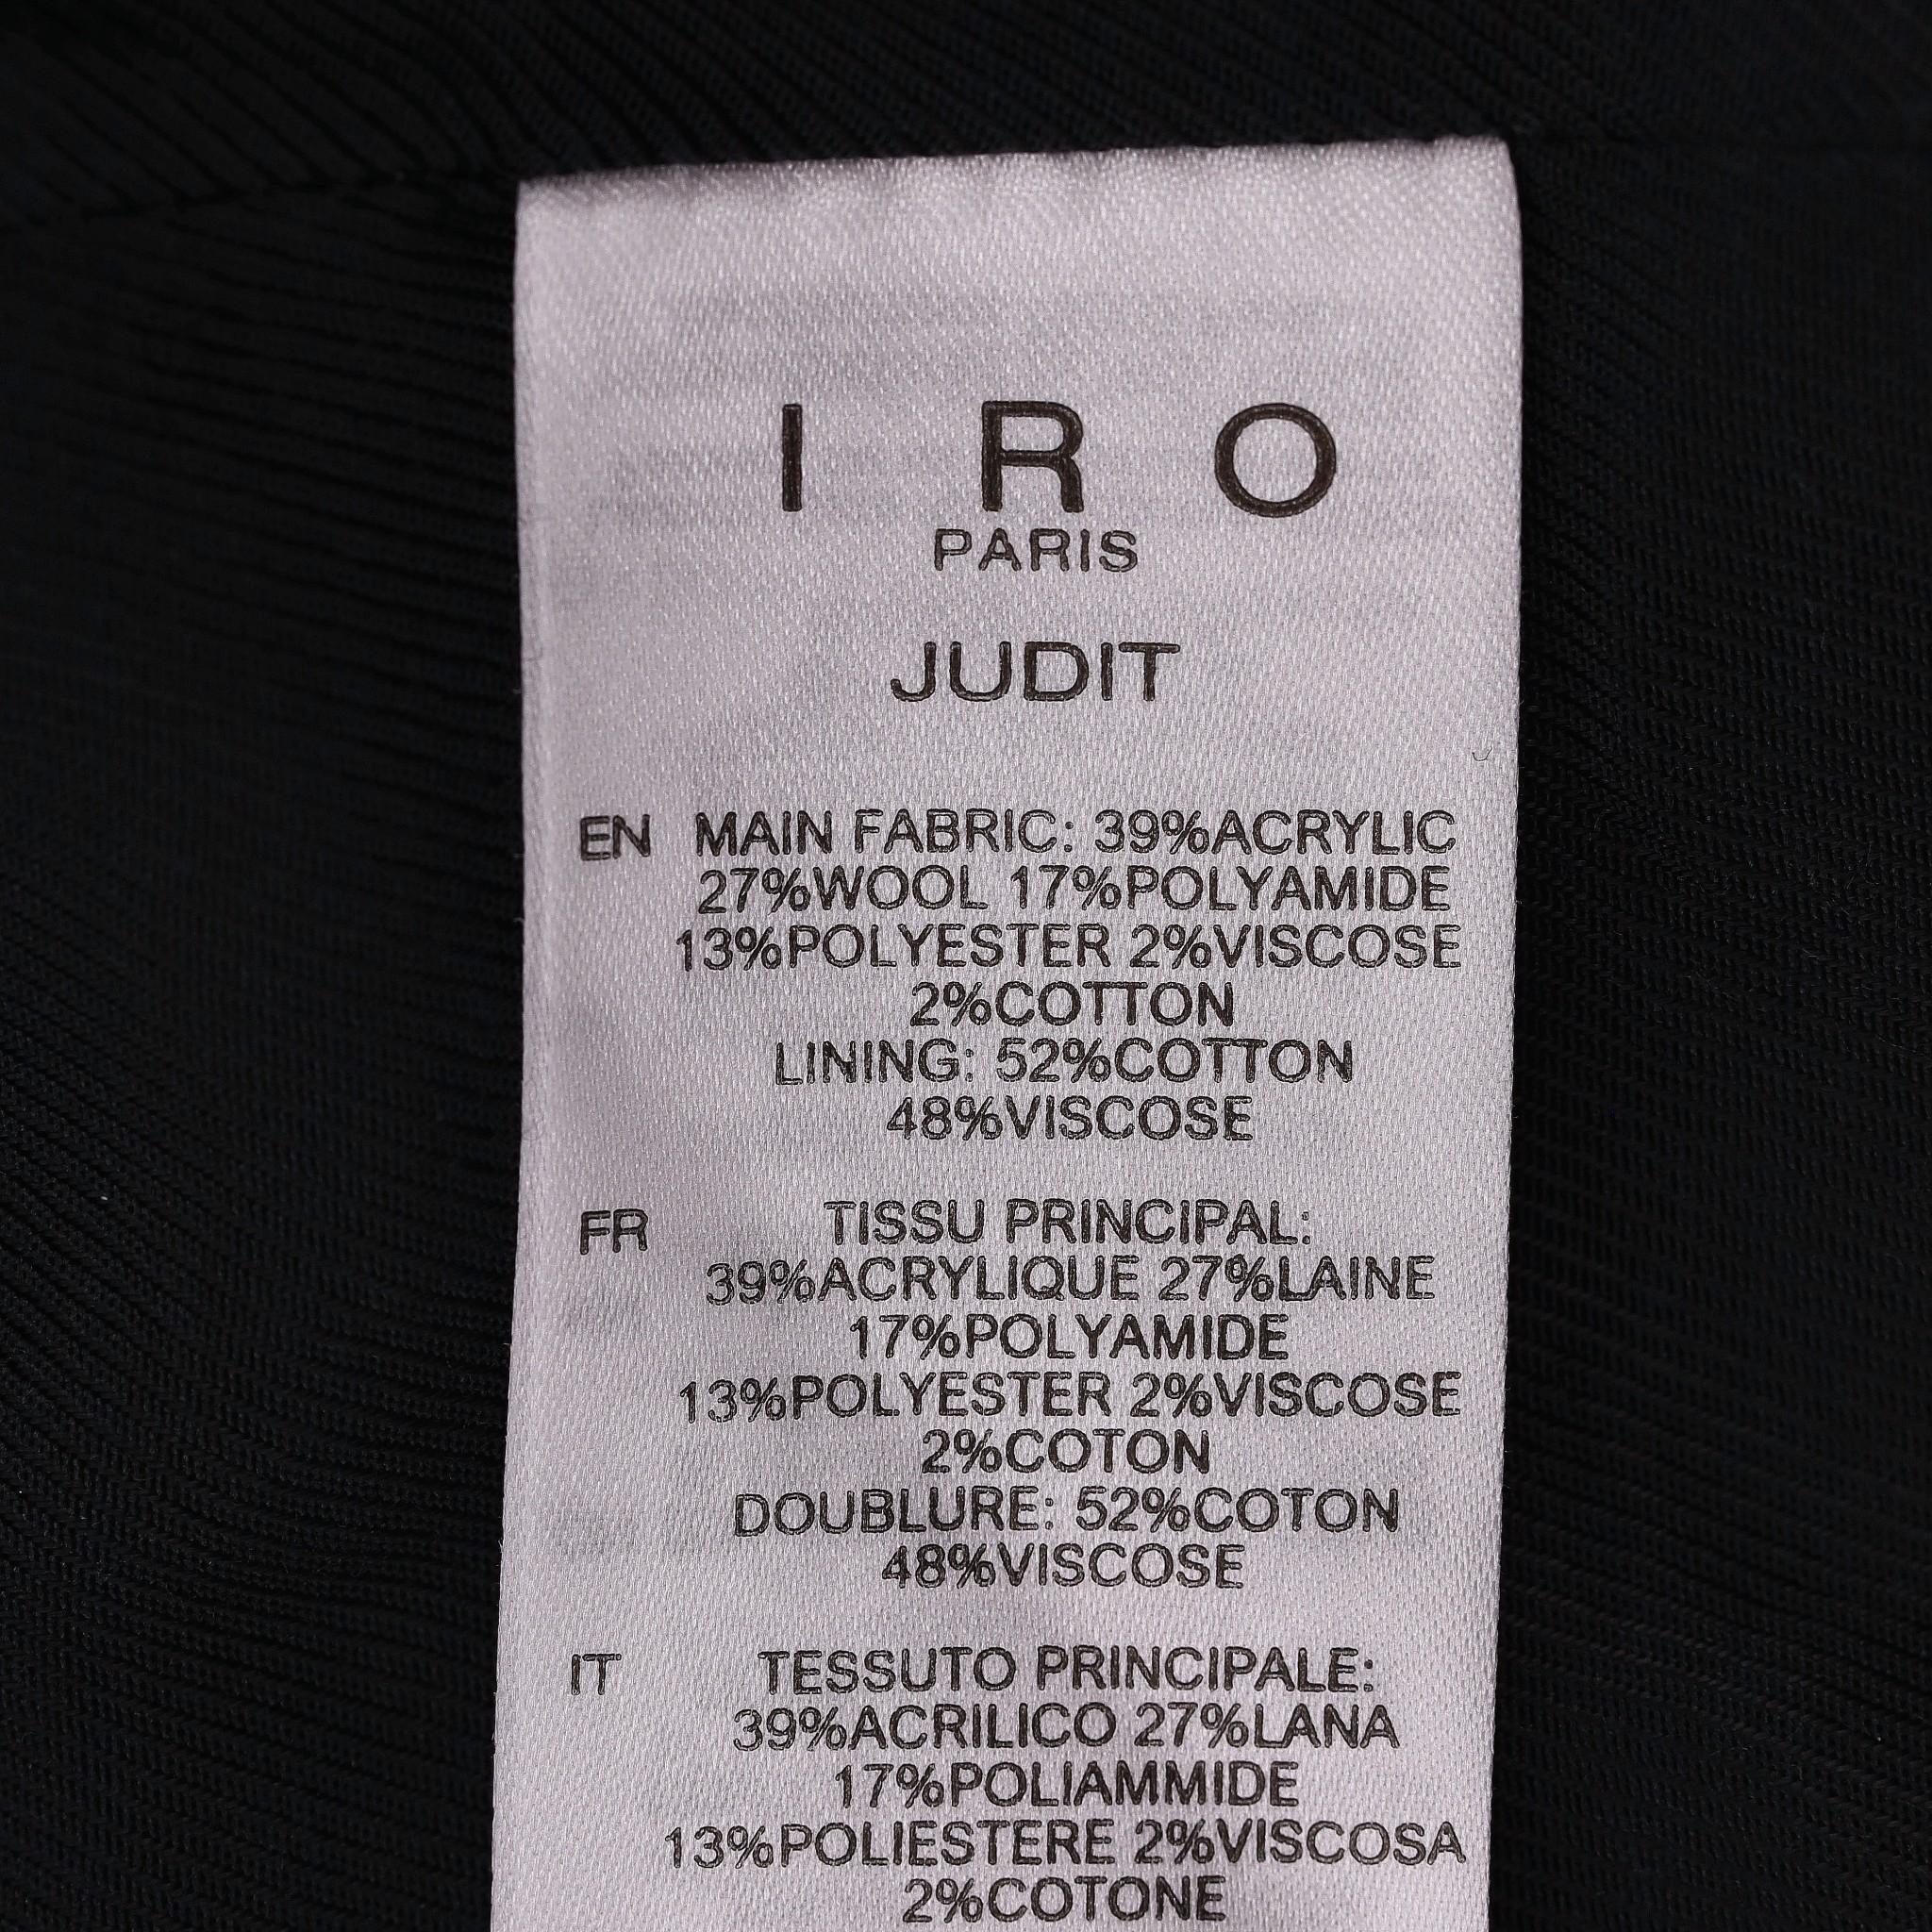 I R O
PARIS
JUDIT
EN MAIN FABRIC: 39%ACRYLIC
27%WOOL 17%POLYAMIDE
13%POLYESTER 2%VISCOSE
2%COTTON
LINING: 52%COTTON
48%VISCOSE
FR TISSU PRINCIPAL:
39%ACRYLIQUE 27%LAINE
17%POLYAMIDE
13%POLYESTER 2%VISCOSE
2%COTON
DOUBLURE: 52%COTON
48%VISCOSE
IT TESSUTO PRINCIPALE:
39%ACRILICO 27%LANA
17%POLIAMMIDE
13%POLIESTERE 2%VISCOSA
2%COTONE